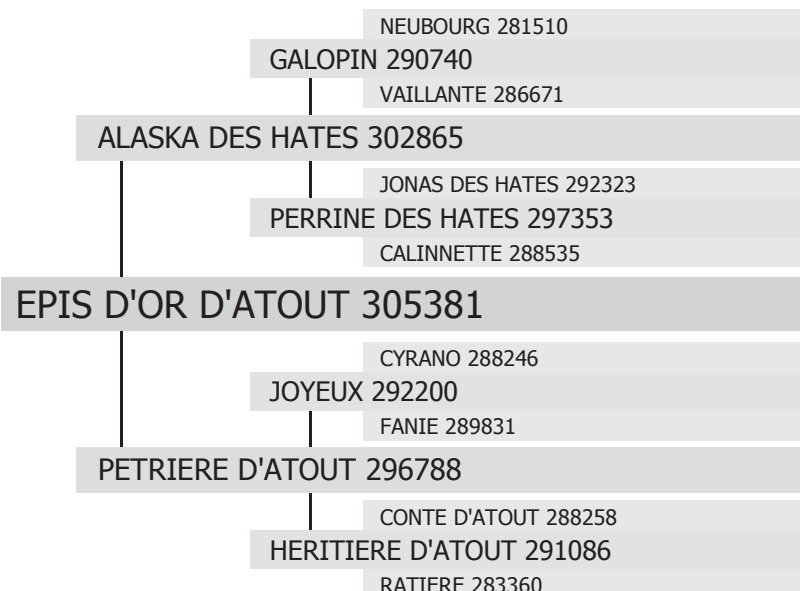 NEUBOURG 281510
GALOPIN 290740
VAILLANTE 286671
ALASKA DES HATES 302865
JONAS DES HATES 292323
PERRINE DES HATES 297353
CALINNETTE 288535
EPIS D'OR D'ATOUT 305381
CYRANO 288246
JOYEUX 292200
FANIE 289831
PETRIERE D'ATOUT 296788
CONTE D'ATOUT 288258
HERITIERE D'ATOUT 291086
RATIERE 283360